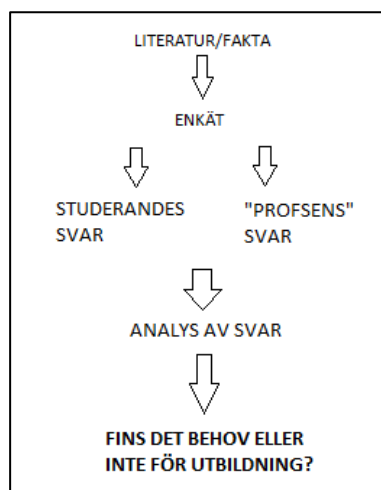 LITERATUR/FAKTA
ENKÄT
STUDERANDES
SVAR
"PROFSENS"
SVAR
ANALYS AV SVAR
FINS DET BEHOV ELLER
INTE FÖR UTBILDNING?